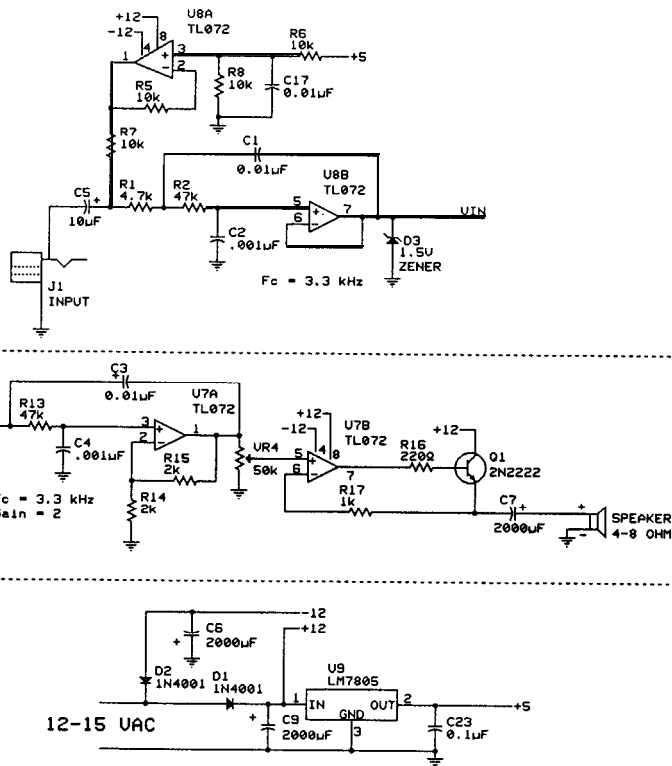 U8A
TL072
+12
-12
4
8
1
3
2
+
-
R6
10k
+5
R5
10k
R8
10k
C17
0.01µF
R7
10k
C1
0.01µF
U8B
TL072
C5
+
10µF
R1
4.7k
R2
47k
5
6
+
-
7
VIN
C2
.001µF
D3
1.5V
ZENER
Fc = 3.3 kHz
J1
INPUT
C3
0.01µF
R13
47k
U7A
TL072
3
2
+
-
1
C4
.001µF
R15
2k
R14
2k
VR4
50k
+12
-12
4
8
U7B
TL072
5
6
+
-
7
R16
220Ω
+12
Q1
2N2222
R17
1k
C7
+
2000µF
+
-
SPEAKER
4-8 OHM
= 3.3 kHz
= 2
-12
+12
C6
+
2000µF
D2
1N4001
D1
1N4001
U9
LM7805
1
IN
OUT
2
GND
3
+5
12-15 VAC
+
C9
2000µF
C23
0.1µF